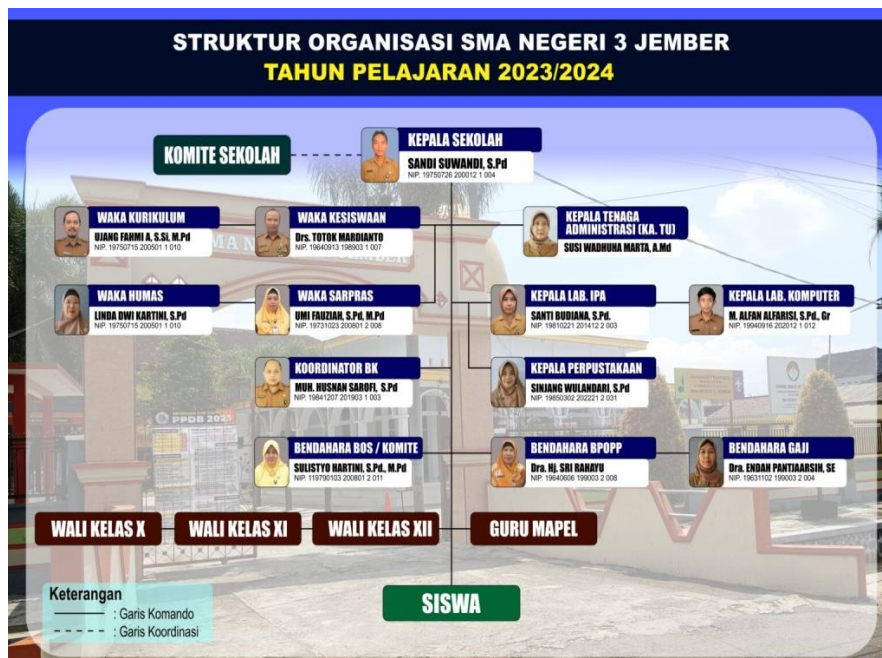 STRUKTUR ORGANISASI SMA NEGERI 3 JEMBER
TAHUN PELAJARAN 2023/2024
KOMITE SEKOLAH
KEPALA SEKOLAH
SANDI SUWANDI, S.Pd
NIP. 19750726 200012 1 004
WAKA KURIKULUM
UJANG FAHMI A, S.Si, M.Pd
NIP. 19750715 200501 1 010
WAKA KESISWAAN
Drs. TOTOK MARDIANTO
NIP. 19640913 198903 1 007
KEPALA TENAGA
ADMINISTRASI (KA. TU)
SUSI WADHUHA MARTA, A.Md
WAKA HUMAS
LINDA DWI KARTINI, S.Pd
NIP. 19750715 200501 1 010
WAKA SARPRAS
UMI FAUZIAH, S.Pd, M.Pd
NIP. 19731023 200801 2 008
KEPALA LAB. IPA
SANTI BUDIANA, S.Pd.
NIP. 19810221 201412 2 003
KEPALA LAB. KOMPUTER
M. ALFAN ALFARISI, S.Pd., Gr
NIP. 19940916 202012 1 012
KOORDINATOR BK
MUH. HUSNAN SAROFI, S.Pd
NIP. 19841207 201903 1 003
KEPALA PERPUSTAKAAN
SINJANG WULANDARI, S.Pd
NIP. 19850302 202221 2 031
BENDAHARA BOS / KOMITE
SULISTYO HARTINI, S.Pd., M.Pd
NIP. 119790103 200801 2 011
BENDAHARA BPOPP
Dra. Hj. SRI RAHAYU
NIP. 19640606 199003 2 008
BENDAHARA GAJI
Dra. ENDAH PANTJAARSIH, SE
NIP. 19631102 199003 2 004
PPDB 2023
WALI KELAS X
WALI KELAS XI
WALI KELAS XII
GURU MAPEL
SISWA
Keterangan
: Garis Komando
: Garis Koordinasi